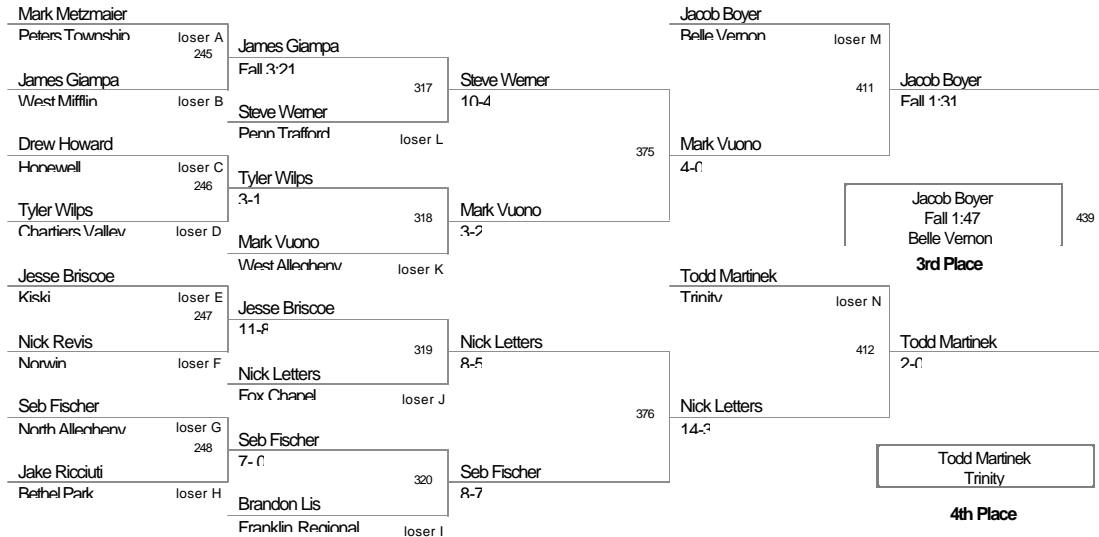 Mark Metzmaier
Peters Township
loser A
245
James Giampa
West Mifflin
loser B
Drew Howard
Hopewell
loser C
246
Tyler Wilps
Chartiers Valley
loser D
Jesse Briscoe
Kiski
loser E
247
Nick Revis
Norwin
loser F
Seb Fischer
North Allegheny
loser G
248
Jake Ricciuti
Bethel Park
loser H
James Giampa
Fall 3:21
317
Steve Werner
Penn Trafford
loser L
Tyler Wilps
3-1
318
Mark Vuono
West Allegheny
loser K
Jesse Briscoe
11-8
319
Nick Letters
Fox Chapel
loser J
Seb Fischer
7- 0
320
Brandon Lis
Franklin Regional
loser I
Steve Werner
10-4
375
Mark Vuono
3-2
Nick Letters
8-5
376
Seb Fischer
8-7
Jacob Boyer
Belle Vernon
loser M
411
Mark Vuono
4-0
Todd Martinek
Trinity
loser N
412
Nick Letters
14-3
Jacob Boyer
Fall 1:31
Jacob Boyer
Fall 1:47
Belle Vernon
439
3rd Place
Todd Martinek
2-0
Todd Martinek
Trinity
4th Place